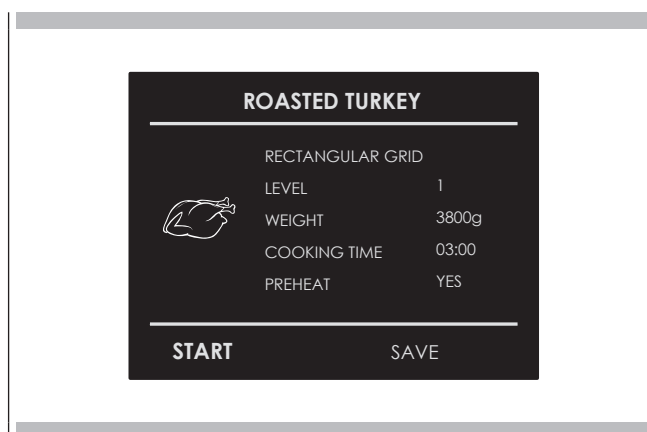 ROASTED TURKEY
RECTANGULAR GRID
LEVEL 1
WEIGHT 3800g
COOKING TIME 03:00
PREHEAT YES
START SAVE